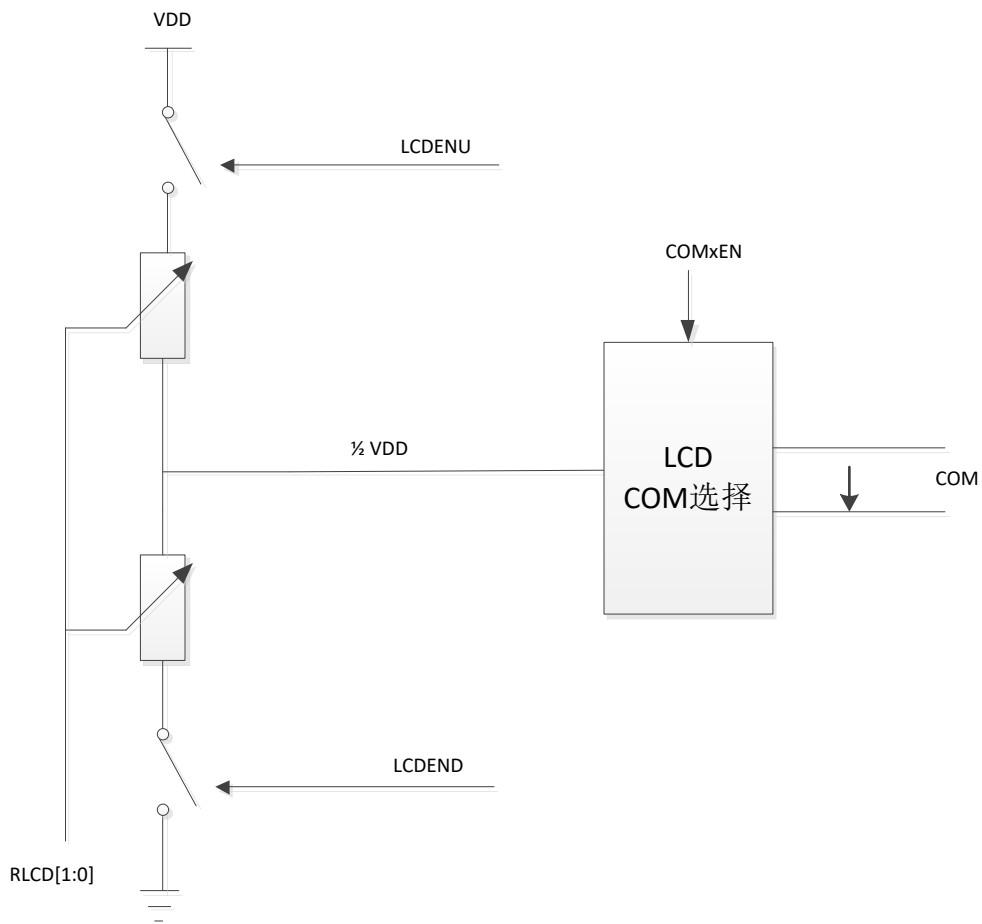 VDD
LCDENU
COMxEN
½ VDD
LCD
COM选择
COM
LCDEND
RLCD[1:0]